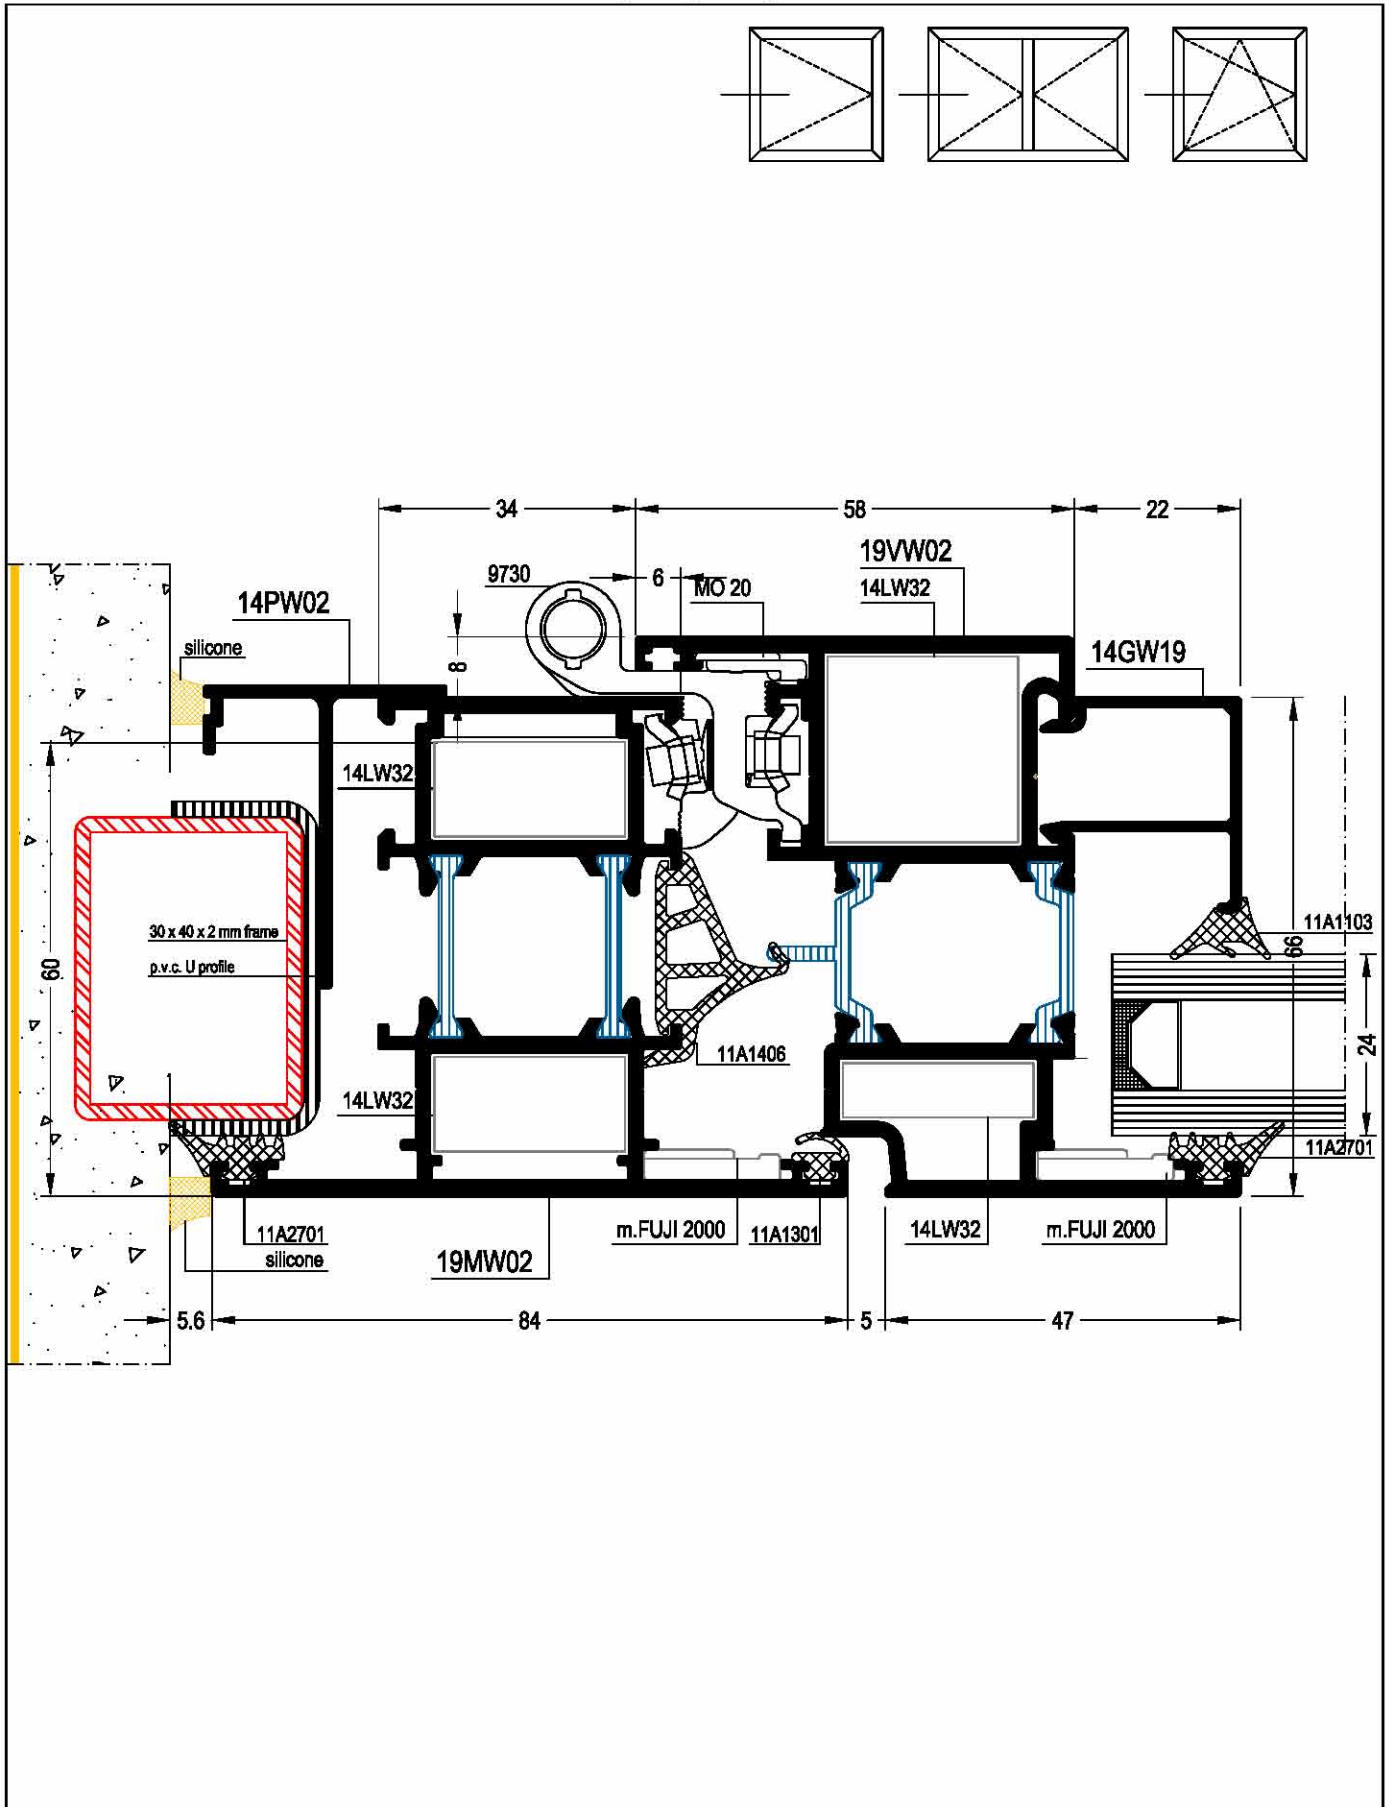 34
58
22
19VW02
9730
6
MO 20
14LW32
14PW02
silicone
8
14GW19
14LW32
30 x 40 x 2 mm frame
p.v.c. U profile
60
11A1103
66
24
11A1406
14LW32
11A2701
11A2701
silicone
19MW02
m.FUJI 2000
11A1301
14LW32
m.FUJI 2000
5.6
84
5
47